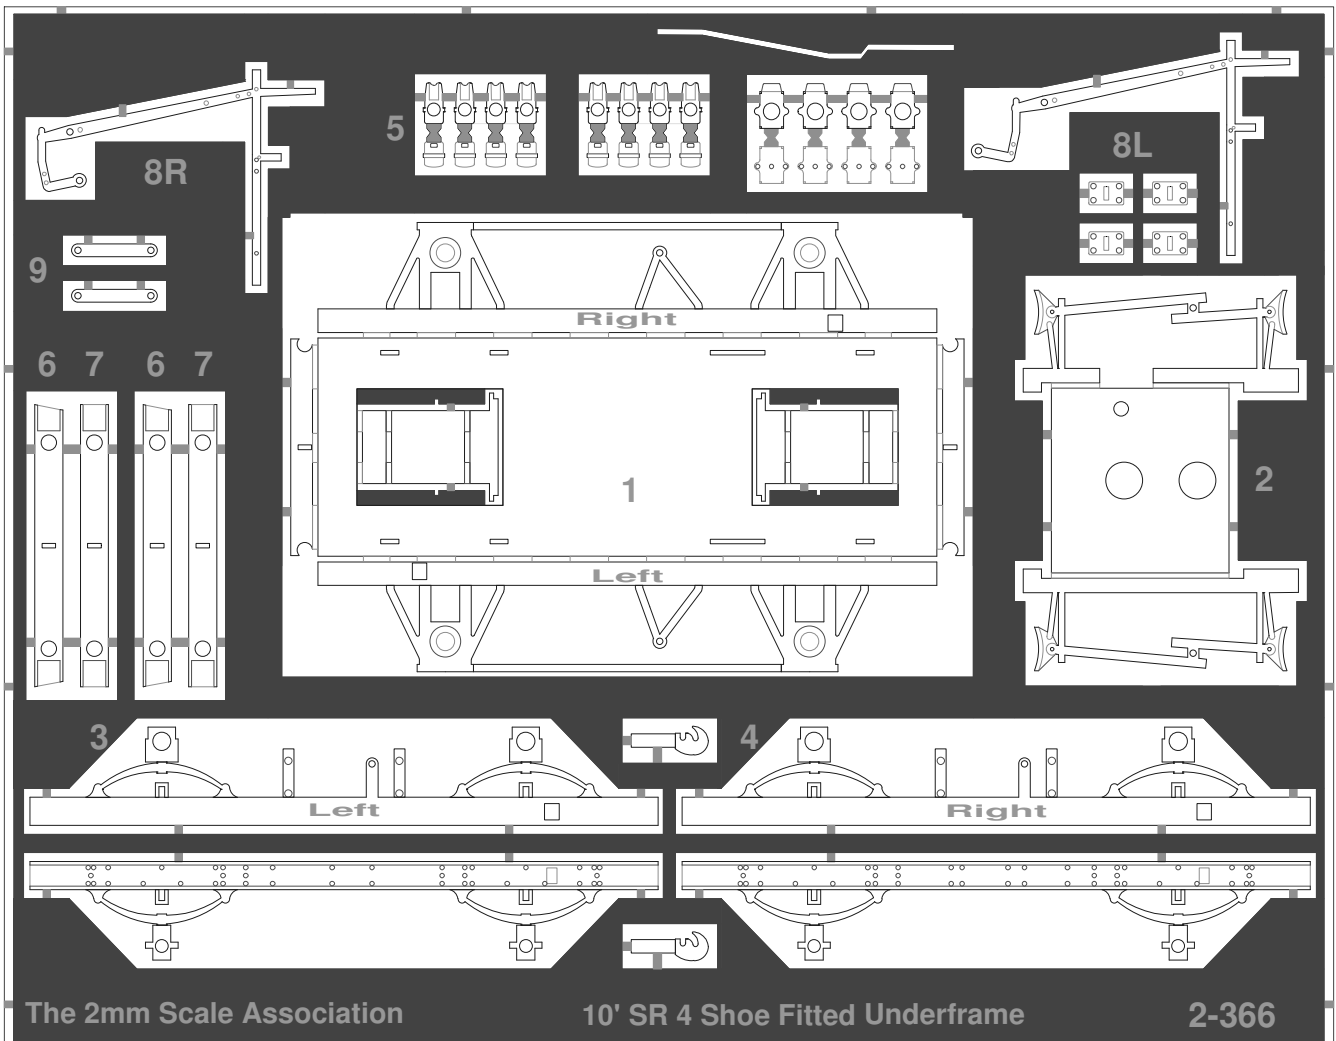 5
8R
8L
9
6 7 6 7
Right
1
2
Left
3
4
Left
Right
The 2mm Scale Association
10' SR 4 Shoe Fitted Underframe
2-366